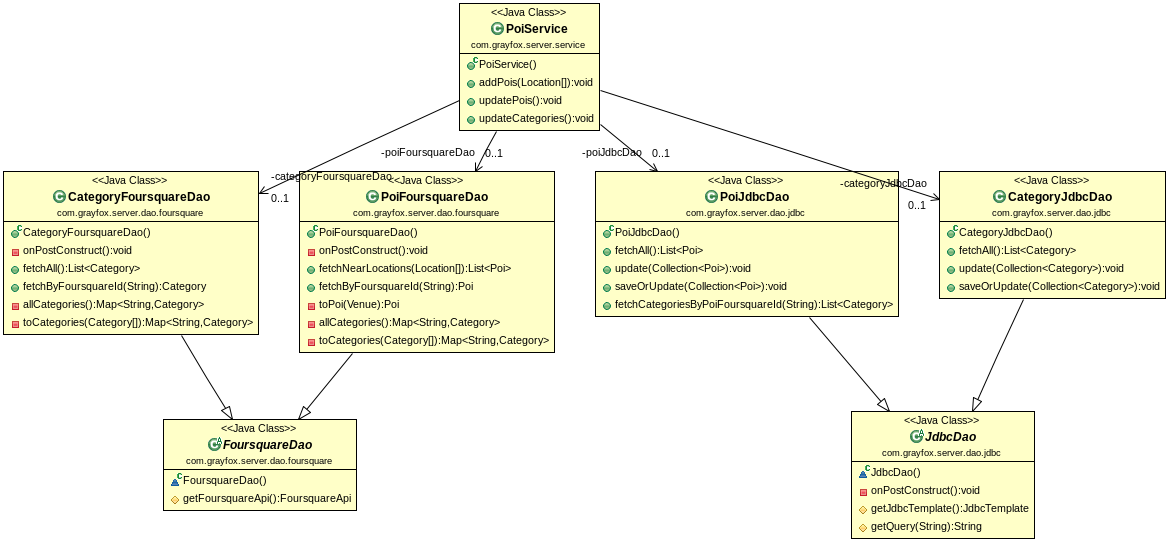 <<Java Class>>
PoiService
com.grayfox.server.service
PoiService()
addPois(Location[]):void
updatePois():void
updateCategories():void
-categoryFoursquareDao
0..1
-poiFoursquareDao
0..1
-poiJdbcDao
0..1
-categoryJdbcDao
0..1
<<Java Class>>
CategoryFoursquareDao
com.grayfox.server.dao.foursquare
CategoryFoursquareDao()
onPostConstruct():void
fetchAll():List<Category>
fetchByFoursquareId(String):Category
allCategories():Map<String,Category>
toCategories(Category[]):Map<String,Category>
<<Java Class>>
PoiFoursquareDao
com.grayfox.server.dao.foursquare
PoiFoursquareDao()
onPostConstruct():void
fetchNearLocations(Location[]):List<Poi>
fetchByFoursquareId(String):Poi
toPoi(Venue):Poi
allCategories():Map<String,Category>
toCategories(Category[]):Map<String,Category>
<<Java Class>>
PoiJdbcDao
com.grayfox.server.dao.jdbc
PoiJdbcDao()
fetchAll():List<Poi>
update(Collection<Poi>):void
saveOrUpdate(Collection<Poi>):void
fetchCategoriesByPoiFoursquareId(String):List<Category>
<<Java Class>>
CategoryJdbcDao
com.grayfox.server.dao.jdbc
CategoryJdbcDao()
fetchAll():List<Category>
update(Collection<Category>):void
saveOrUpdate(Collection<Category>):void
<<Java Class>>
FoursquareDao
com.grayfox.server.dao.foursquare
FoursquareDao()
getFoursquareApi():FoursquareApi
<<Java Class>>
JdbcDao
com.grayfox.server.dao.jdbc
JdbcDao()
onPostConstruct():void
getJdbcTemplate():JdbcTemplate
getQuery(String):String